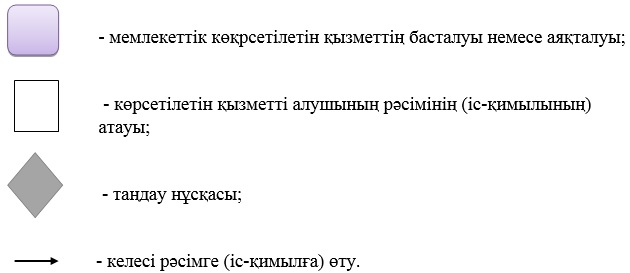 - мемлекеттік көқрсетілетін қызметтің басталуы немесе аяқталуы;
- көрсетілетін қызметті алушының рәсімінің (іс-қимылының)
атауы;
- таңдау нұсқасы;
- келесі рәсімге (іс-қимылға) өту.